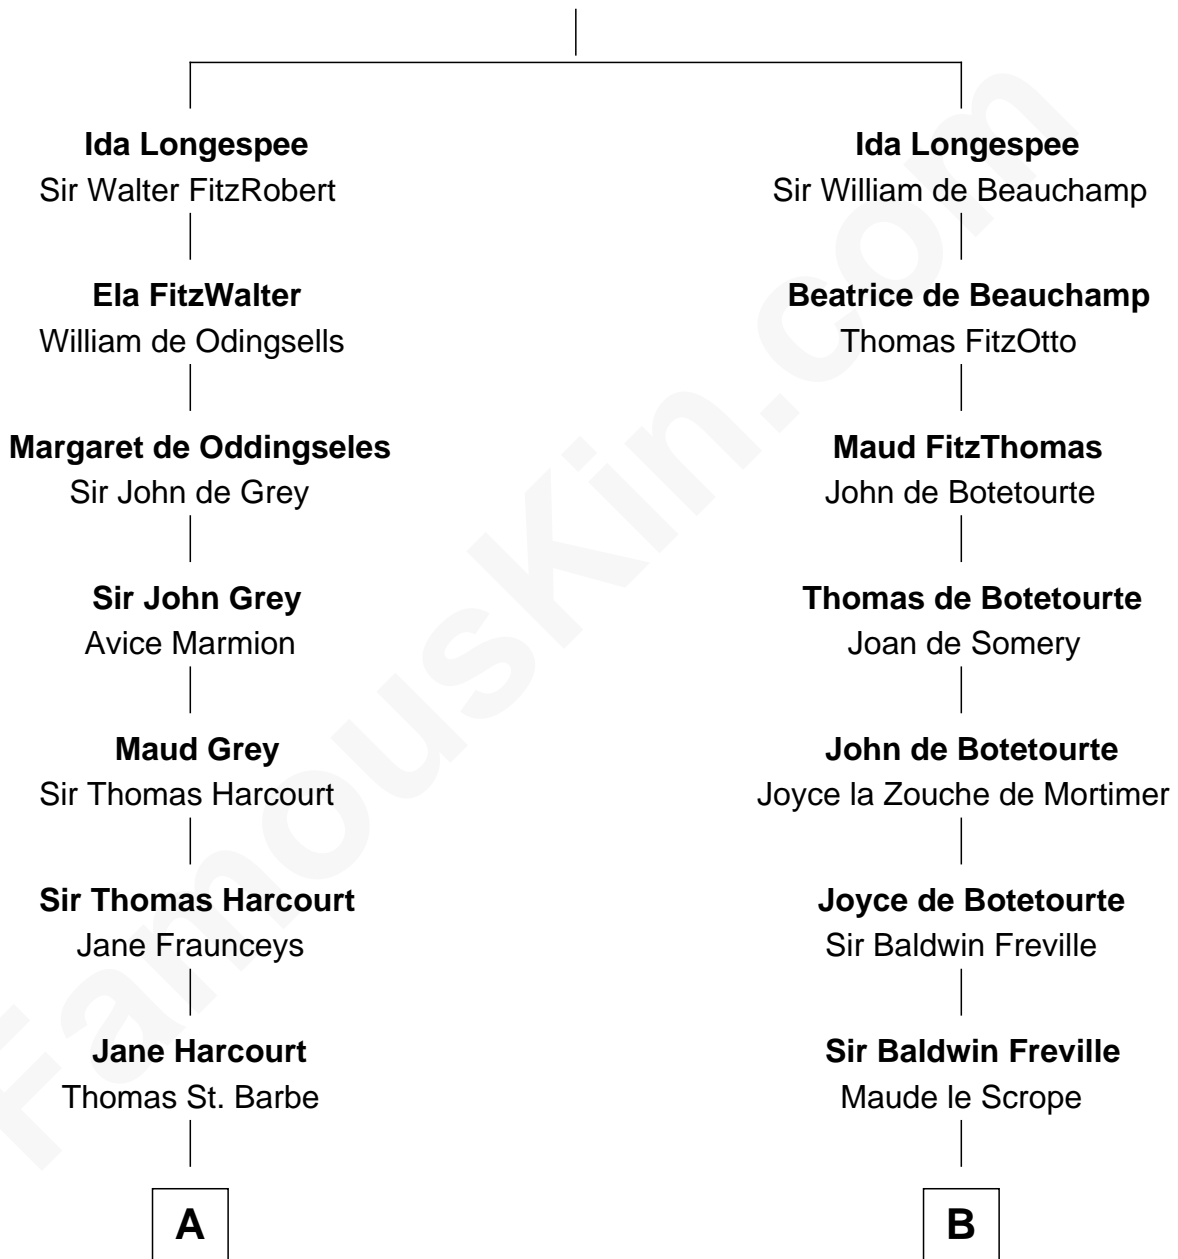 Ida Longespee
Sir Walter FitzRobert
Ela FitzWalter
William de Odingsells
Margaret de Oddingseles
Sir John de Grey
Sir John Grey
Avice Marmion
Maud Grey
Sir Thomas Harcourt
Sir Thomas Harcourt
Jane Fraunceys
Jane Harcourt
Thomas St. Barbe
A
Ida Longespee
Sir William de Beauchamp
Beatrice de Beauchamp
Thomas FitzOtto
Maud FitzThomas
John de Botetourte
Thomas de Botetourte
Joan de Somery
John de Botetourte
Joyce la Zouche de Mortimer
Joyce de Botetourte
Sir Baldwin Freville
Sir Baldwin Freville
Maude le Scrope
B
FamousKin.com